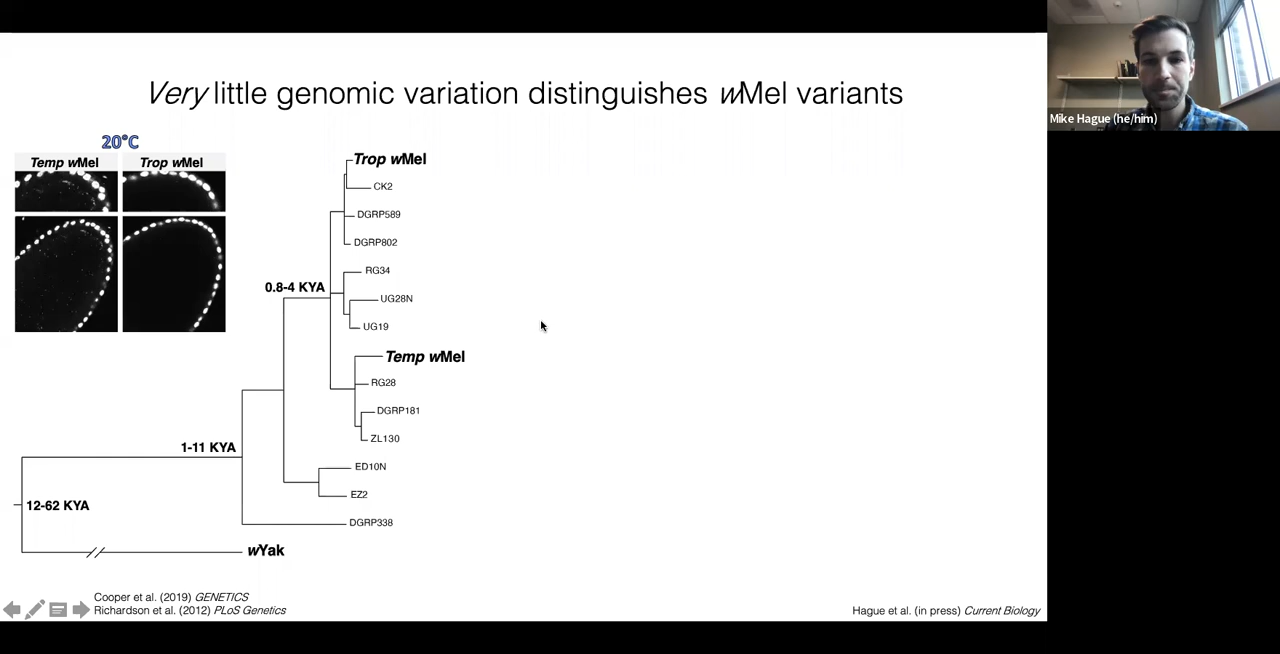 Very little genomic variation distinguishes wMel variants
20°C
Temp wMel
Trop wMel
Trop wMel
CK2
DGRP589
DGRP802
RG34
0.8-4 KYA
UG28N
UG19
Temp wMel
RG28
DGRP181
ZL130
1-11 KYA
ED10N
EZ2
12-62 KYA
DGRP338
wYak
Cooper et al. (2019) GENETICS
Richardson et al. (2012) PLoS Genetics
Hague et al. (in press) Current Biology
Mike Hague (he/him)